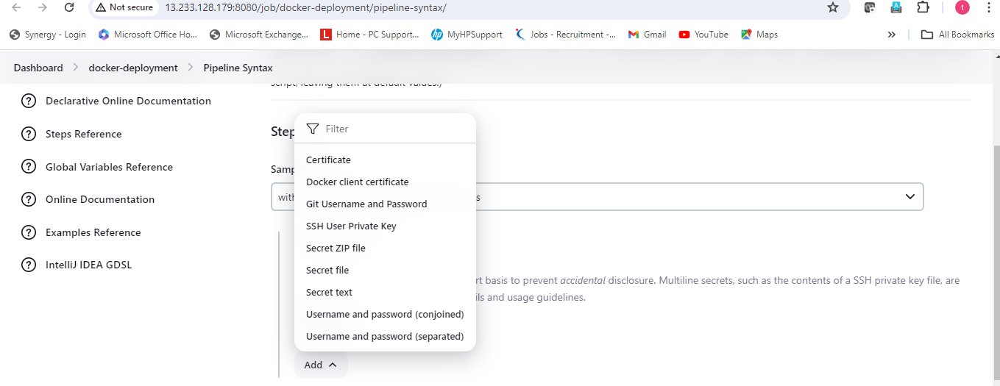 Not secure 13.233.128.179:8080/job/docker-deployment/pipeline-syntax/ t
Synergy - Login Microsoft Office Ho... Microsoft Exchange... L Home - PC Support... hp MyHPSupport Jobs - Recruitment -... Gmail YouTube Maps » All Bookmarks
Dashboard docker-deployment Pipeline Syntax
script, leaving them at default values.)
Declarative Online Documentation
Steps Reference
Global Variables Reference
Online Documentation
Examples Reference
IntelliJ IDEA GDSL
Step
Samp
with s
Filter
Certificate
Docker client certificate
Git Username and Password
SSH User Private Key
Secret ZIP file
Secret file
Secret text
Username and password (conjoined)
Username and password (separated)
rt basis to prevent accidental disclosure. Multiline secrets, such as the contents of a SSH private key file, are
ils and usage guidelines.
Add